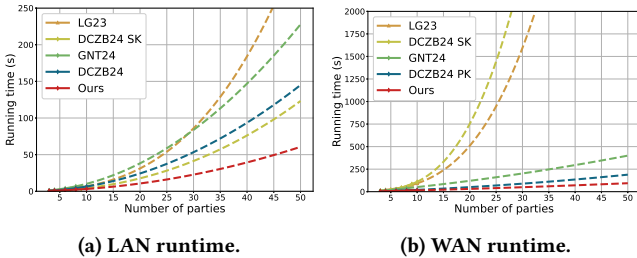 250
200
150
100
50
0
Running time (s)
LG23
DCZB24 SK
GNT24
DCZB24
Ours
5 10 15 20 25 30 35 40 45 50
Number of parties
(a) LAN runtime.
2000
1750
1500
1250
1000
750
500
250
0
Running time (s)
LG23
DCZB24 SK
GNT24
DCZB24 PK
Ours
5 10 15 20 25 30 35 40 45 50
Number of parties
(b) WAN runtime.